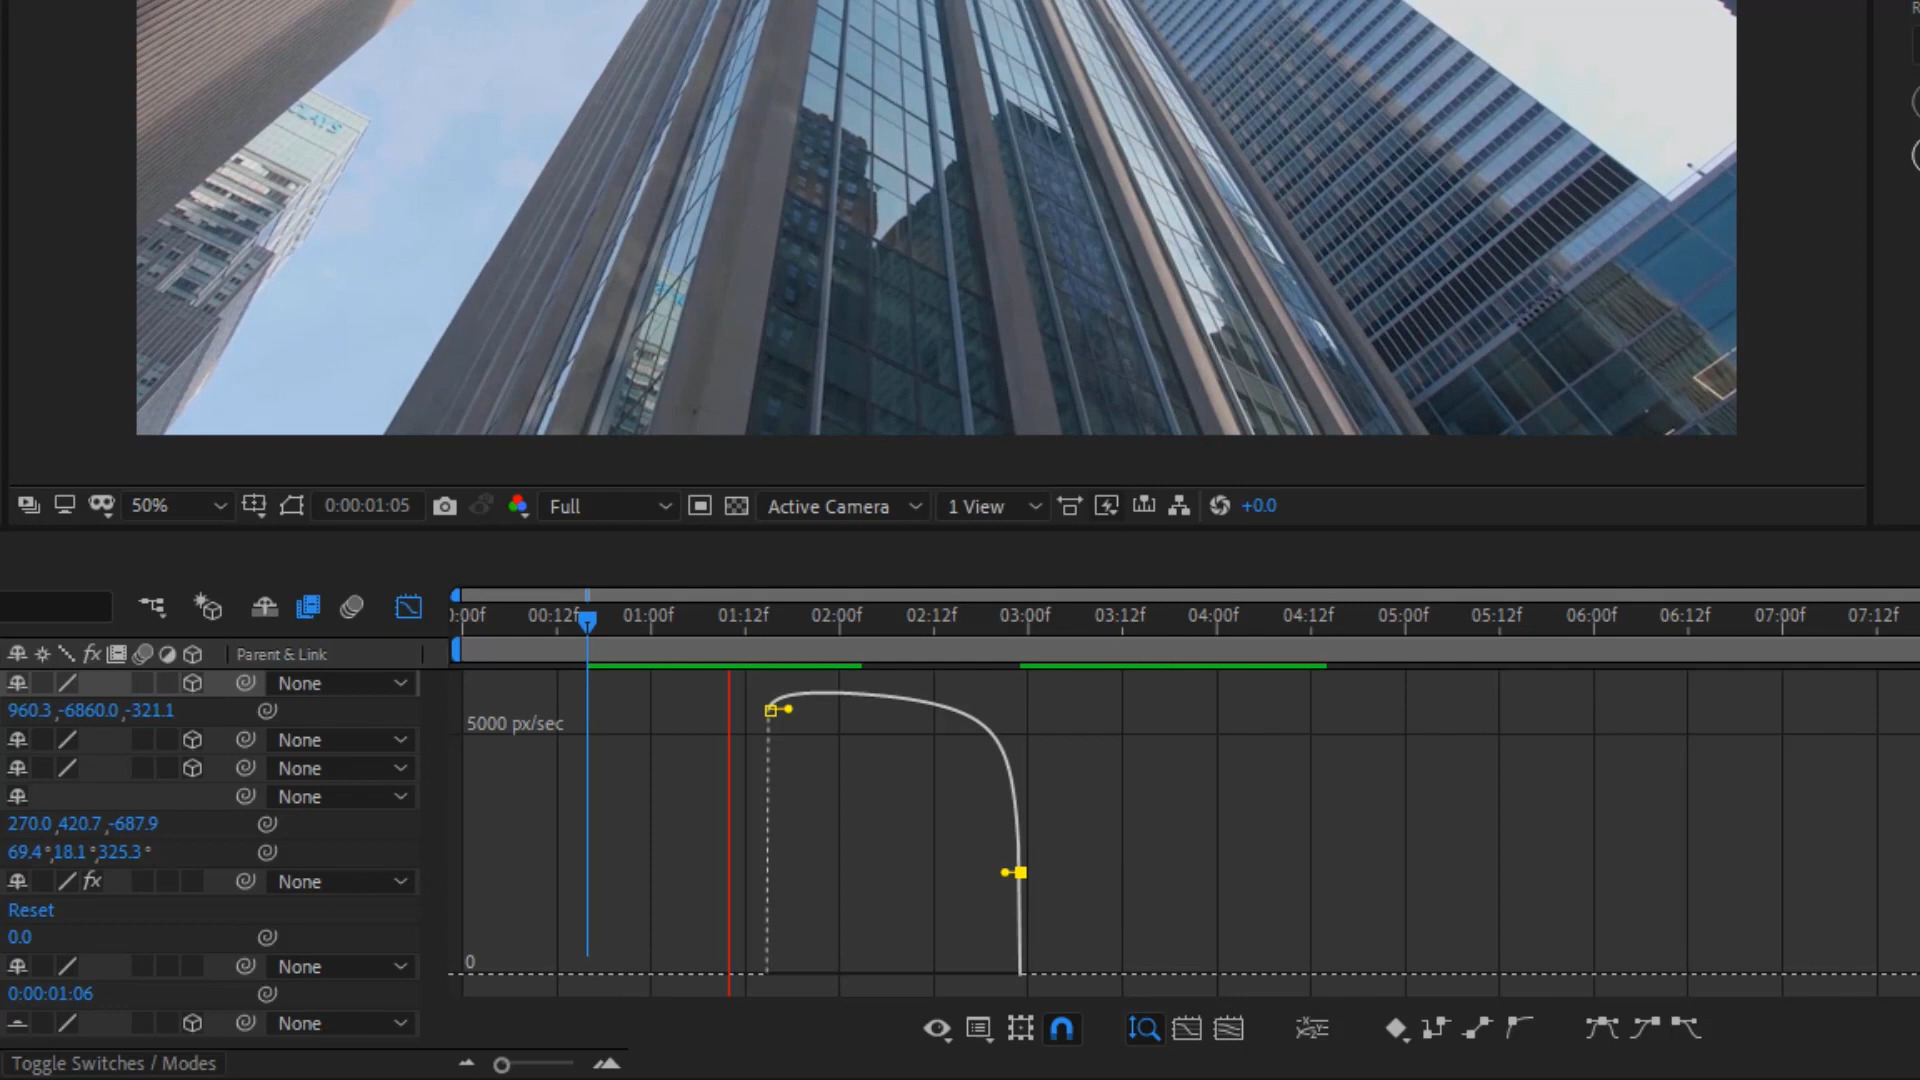 50%
0:00:01:05
Full
Active Camera
1 View
+0.0
00:12f
01:00f
01:12f
02:00f
02:12f
03:00f
03:12f
04:00f
04:12f
05:00f
05:12f
06:00f
06:12f
07:00f
07:12f
fx
Parent & Link
None
960.3 ,-6860.0 ,-321.1
5000 px/sec
None
None
None
270.0 ,420.7 ,-687.9
69.4 °,18.1 °,325.3 °
fx
None
Reset
0.0
0
None
0:00:01:06
None
Toggle Switches / Modes